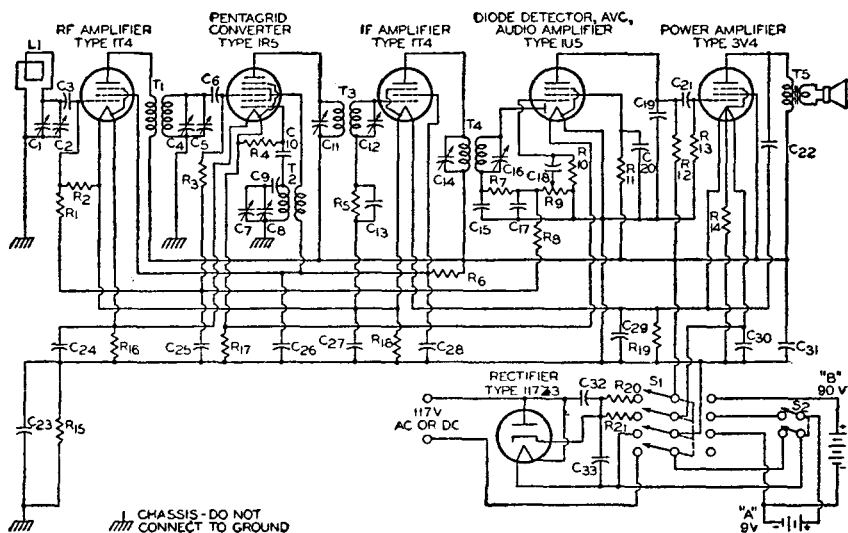 RF AMPLIFIER
TYPE 1T4
PENTAGRID
CONVERTER
TYPE 1R5
IF AMPLIFIER
TYPE 1T4
DIODE DETECTOR, AVC,
AUDIO AMPLIFIER
TYPE 1U5
POWER AMPLIFIER
TYPE 3V4
L1
C3
T1
C6
T3
T4
C19
C21
T5
C1
C2
C4
C5
R4
C10
C11
C12
C14
C16
C18
R10
R11
C20
R12
R13
C22
R2
R1
R3
C9
T2
C7
C8
R5
C13
R7
R9
C15
C17
R8
R14
R6
C24
R16
C25
R17
C26
C27
R18
C28
C29
R19
C30
C31
C23
R15
RECTIFIER
TYPE 117Z3
117V
AC OR DC
C32
R20
S1
R21
C33
S2
"B"
90V
"A"
9V
CHASSIS-DO NOT
CONNECT TO GROUND